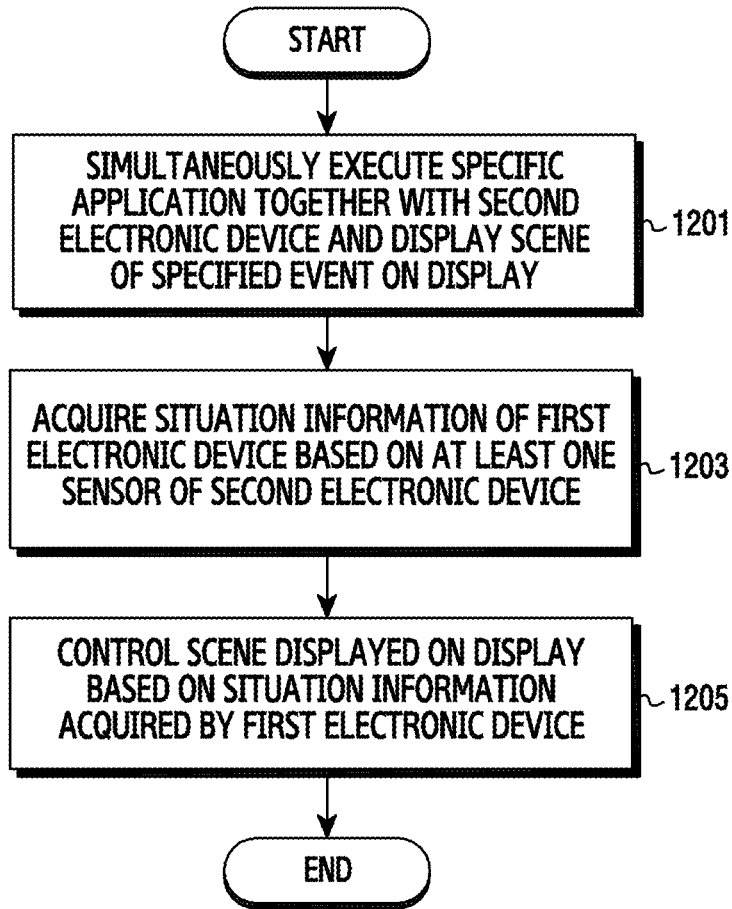 START
SIMULTANEOUSLY EXECUTE SPECIFIC
APPLICATION TOGETHER WITH SECOND
ELECTRONIC DEVICE AND DISPLAY SCENE
OF SPECIFIED EVENT ON DISPLAY
1201
ACQUIRE SITUATION INFORMATION OF FIRST
ELECTRONIC DEVICE BASED ON AT LEAST ONE
SENSOR OF SECOND ELECTRONIC DEVICE
1203
CONTROL SCENE DISPLAYED ON DISPLAY
BASED ON SITUATION INFORMATION
ACQUIRED BY FIRST ELECTRONIC DEVICE
1205
END